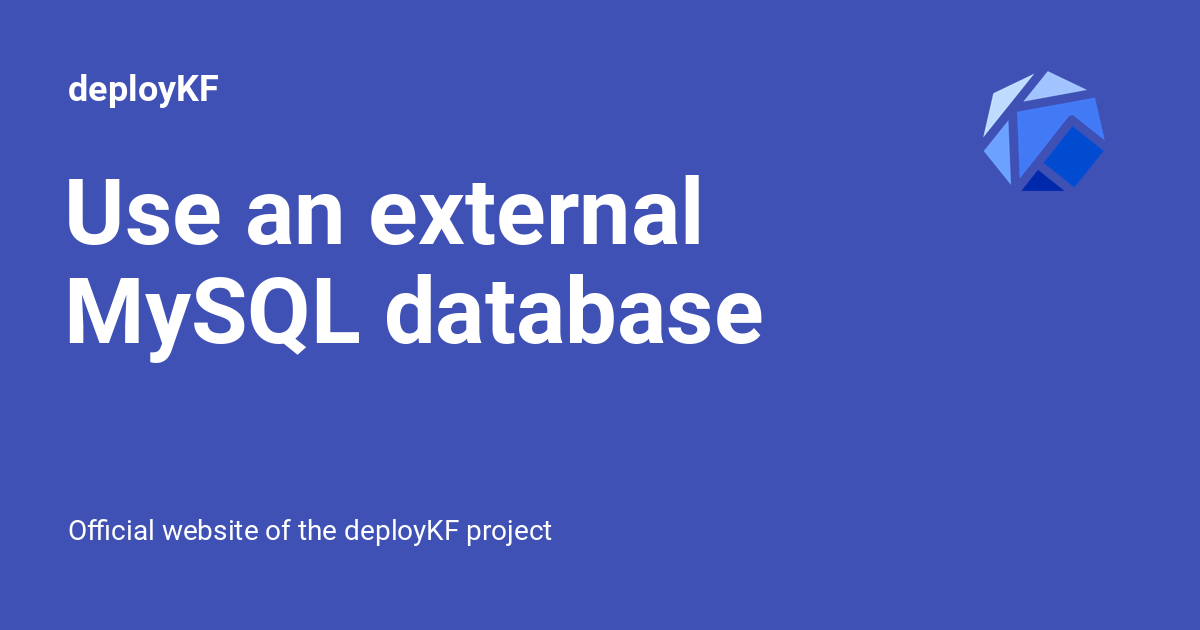 deployKF
Use an external
MySQL database
Official website of the deployKF project